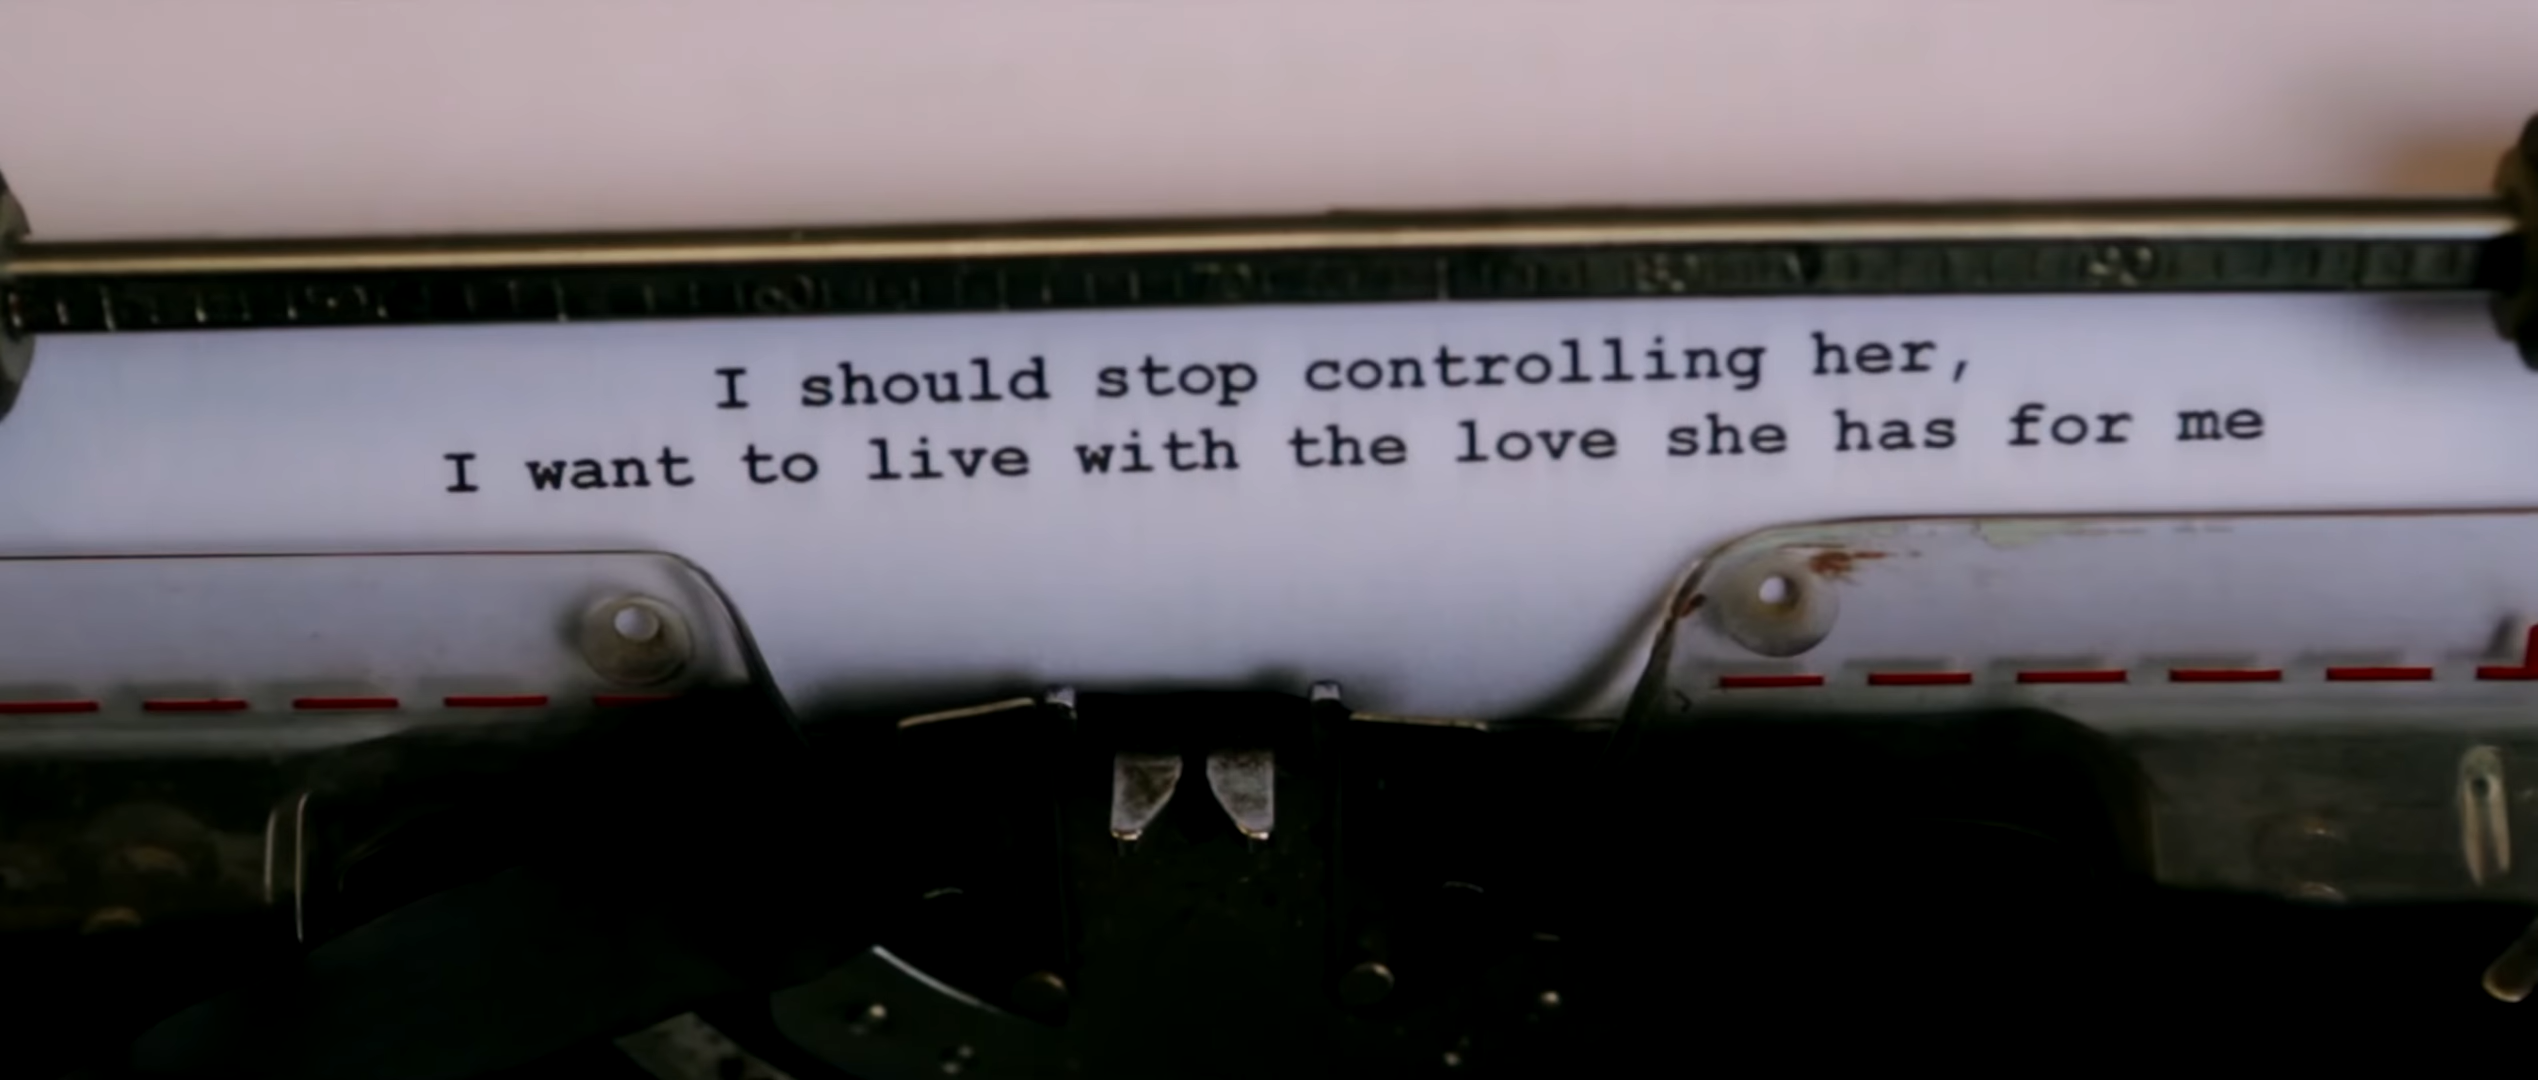 I should stop controlling her,
I want to live with the love she has for me